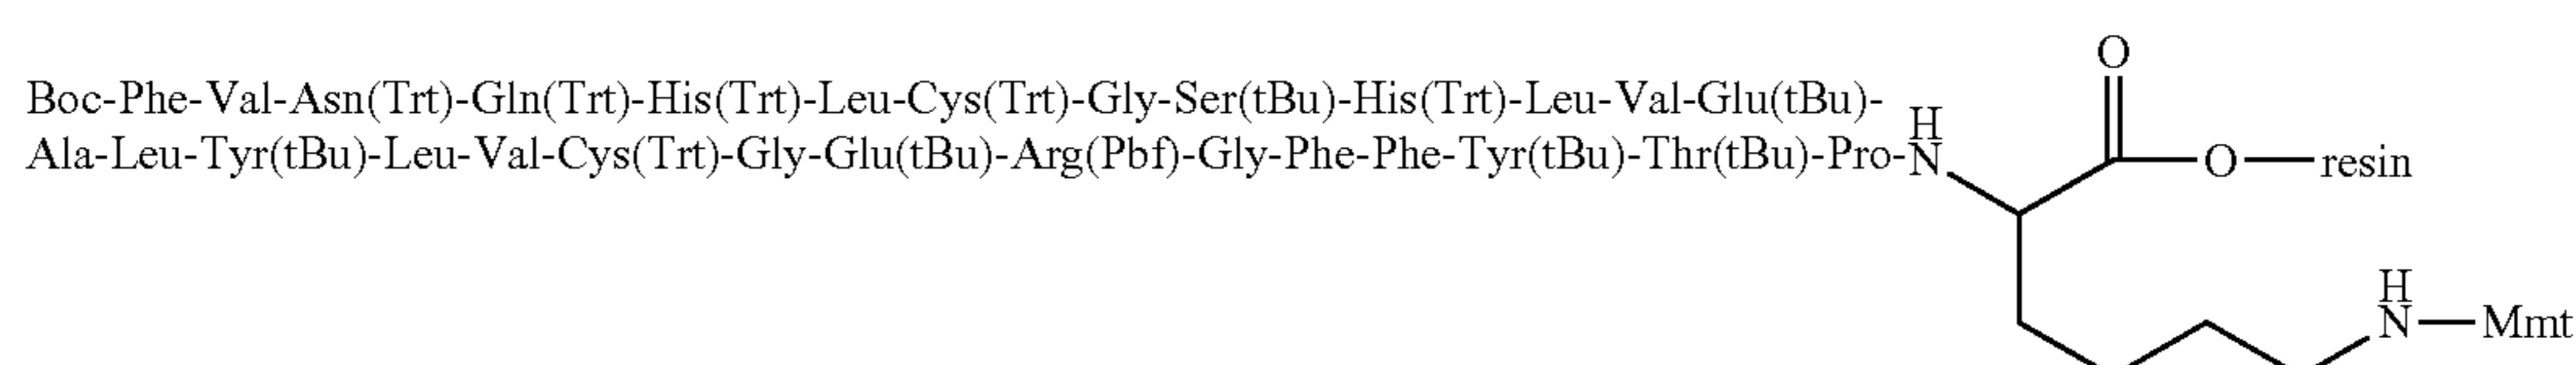 O
Boc-Phe-Val-Asn(Trt)-Gln(Trt)-His(Trt)-Leu-Cys(Trt)-Gly-Ser(tBu)-His(Trt)-Leu-Val-Glu(tBu)-
H
Ala-Leu-Tyr(tBu)-Leu-Val-Cys(Trt)-Gly-Glu(tBu)-Arg(Pbf)-Gly-Phe-Phe-Tyr(tBu)-Thr(tBu)-Pro-N
O
resin
H
N
Mmt